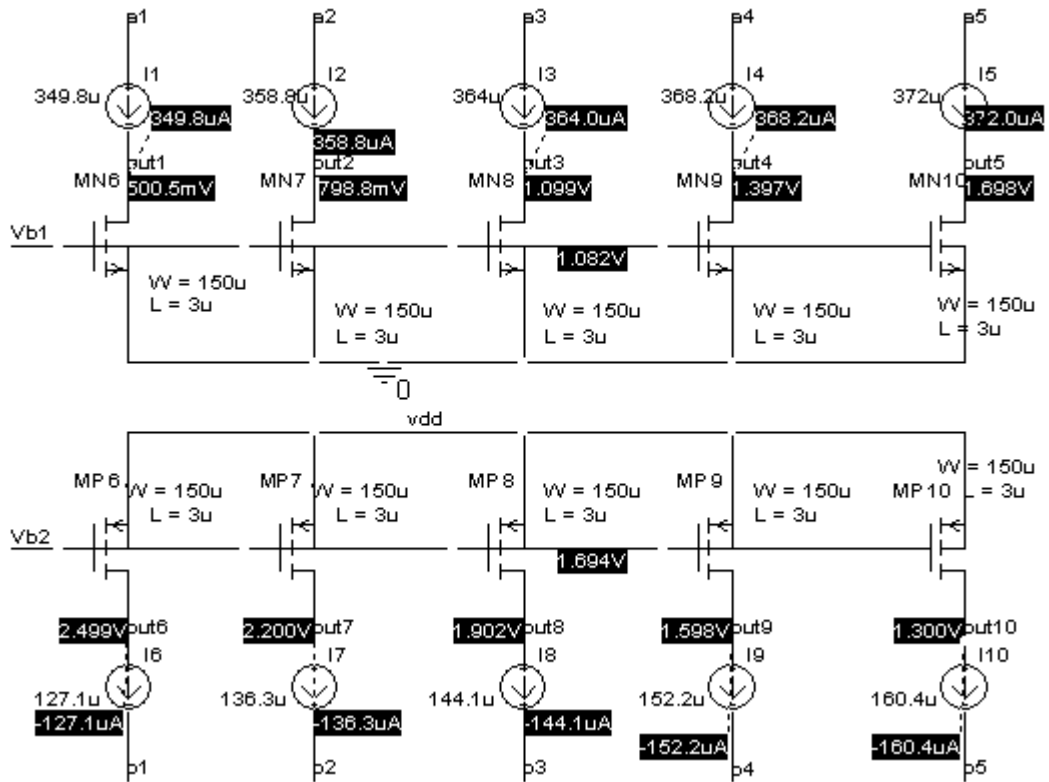 a1 a2 a3 a4 a5
I1 I2 I3 I4 I5
349.8u 358.8u 364u 368.2u 372u
349.8uA 358.8uA 364.0uA 368.2uA 372.0uA
out1 out2 out3 out4 out5
MN6 MN7 MN8 MN9 MN10
500.5mV 798.8mV 1.099V 1.397V 1.698V
Vb1
1.082V
W = 150u W = 150u W = 150u W = 150u W = 150u
L = 3u L = 3u L = 3u L = 3u L = 3u
0
vdd
MP6 MP7 MP8 MP9 MP10
W = 150u W = 150u W = 150u W = 150u W = 150u
L = 3u L = 3u L = 3u L = 3u L = 3u
Vb2
1.694V
2.499V out6 2.200V out7 1.902V out8 1.598V out9 1.300V out10
I6 I7 I8 I9 I10
127.1u 136.3u 144.1u 152.2u 160.4u
-127.1uA -136.3uA -144.1uA -152.2uA -160.4uA